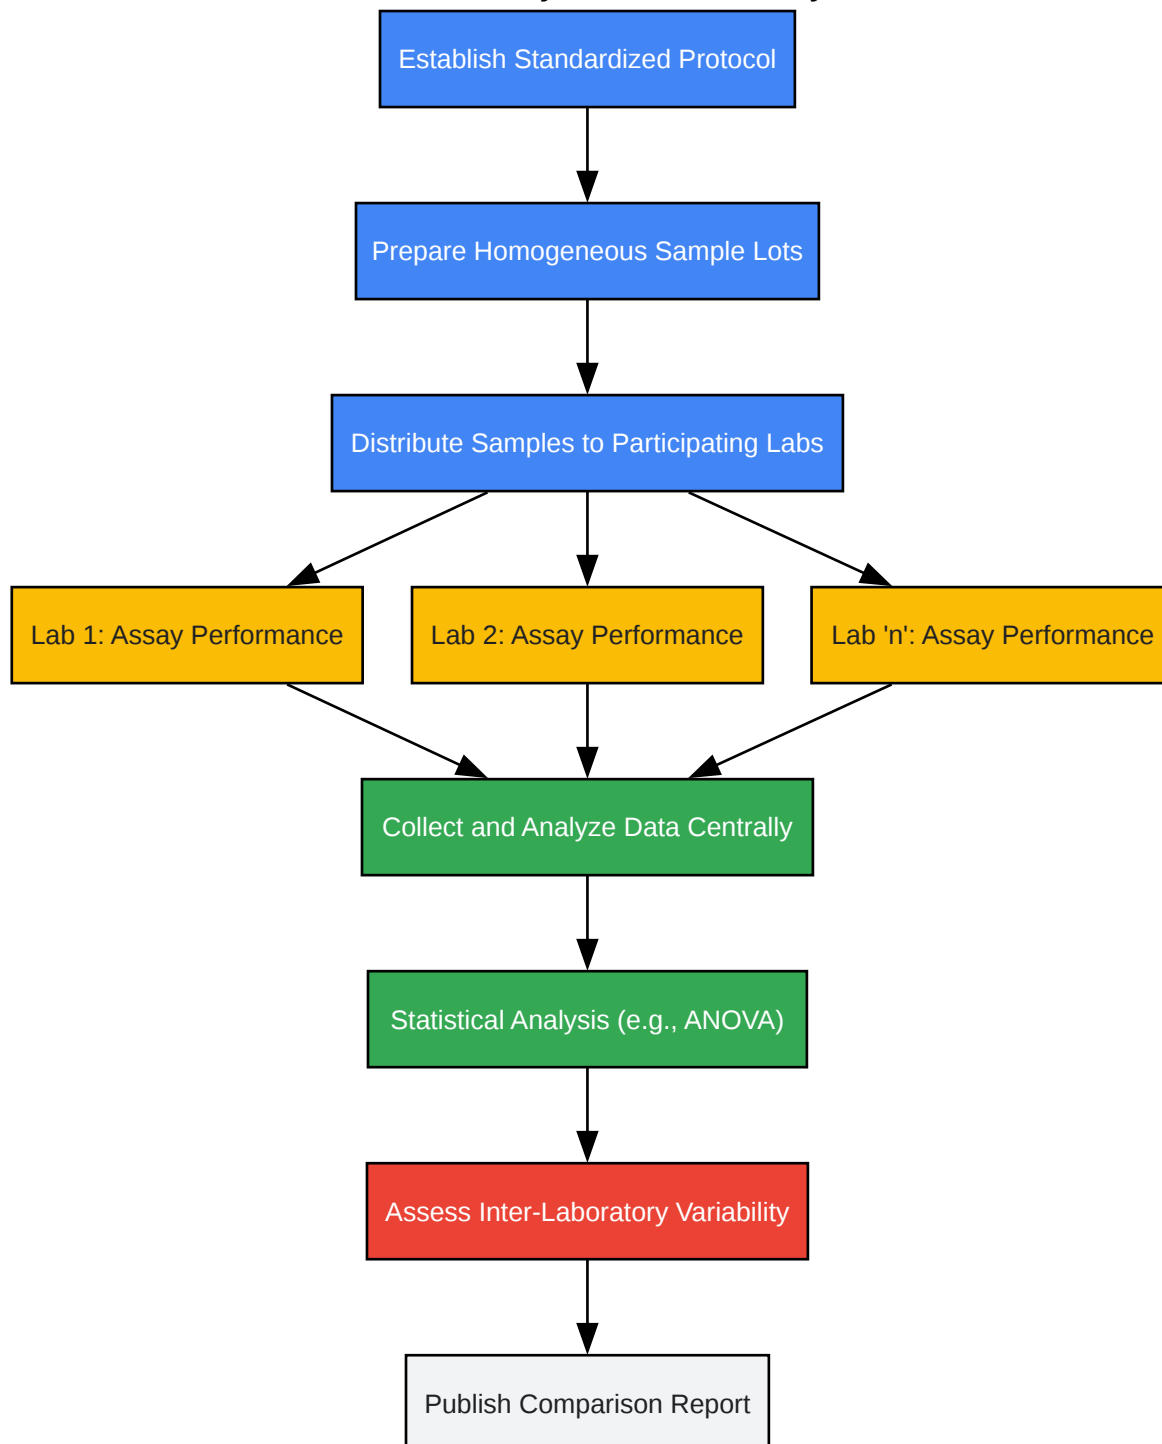 Establish Standardized Protocol
Prepare Homogeneous Sample Lots
Distribute Samples to Participating Labs
Lab 1: Assay Performance
Lab 2: Assay Performance
Lab 'n': Assay Performance
Collect and Analyze Data Centrally
Statistical Analysis (e.g., ANOVA)
Assess Inter-Laboratory Variability
Publish Comparison Report